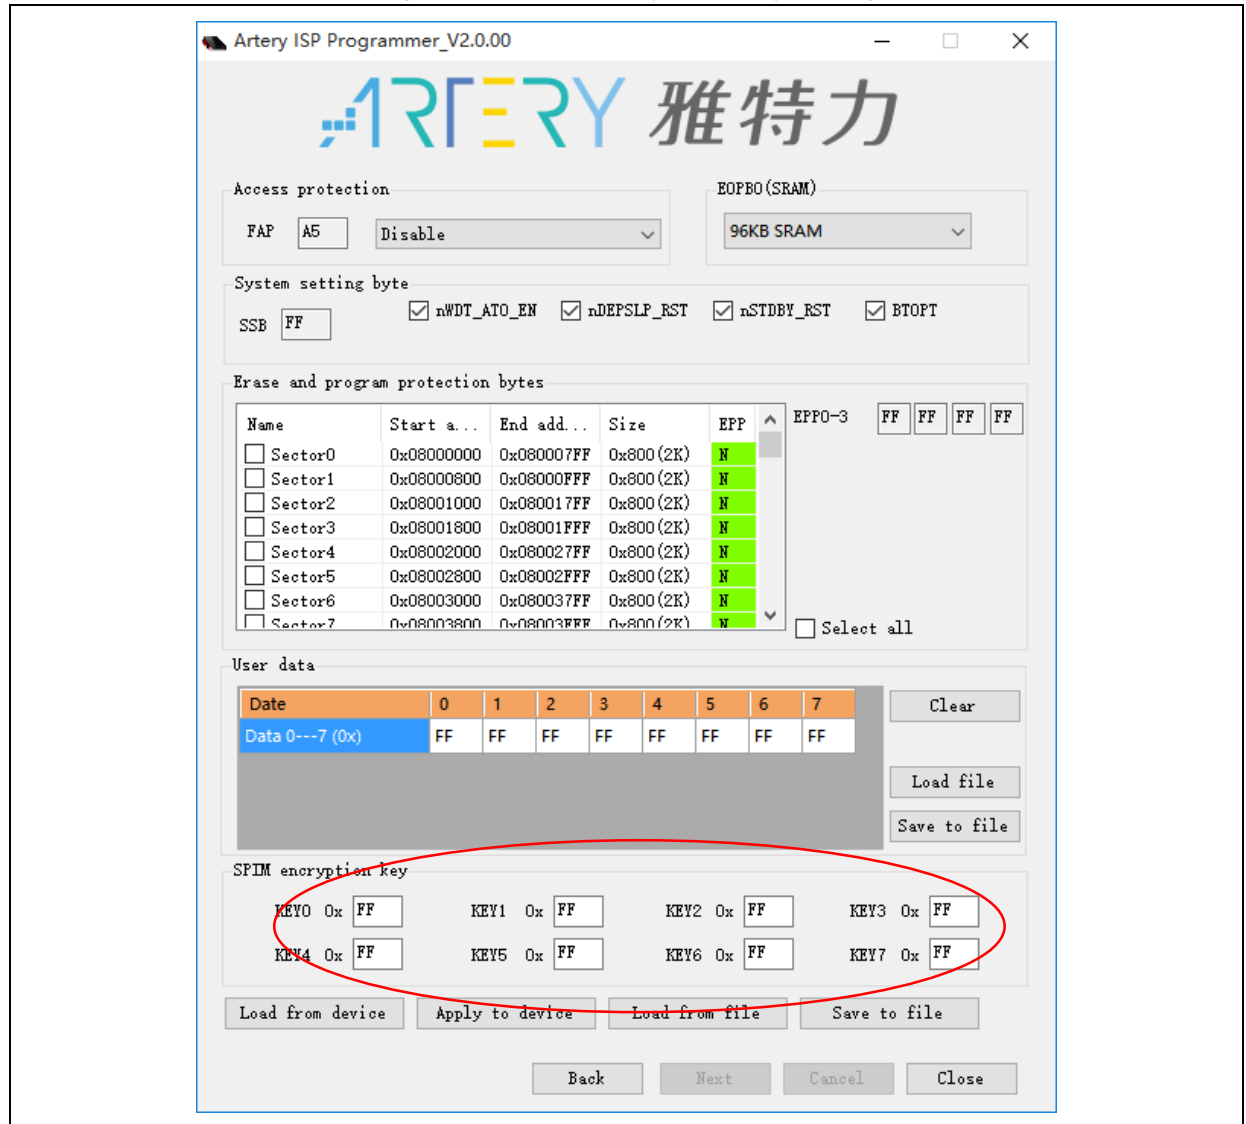 Artery ISP Programmer_V2.0.00
ARTERY 雅特力
Access protection
EOPB0(SRAM)
FAP A5 Disable
96KB SRAM
System setting byte
SSB FF nWDT_ATO_EN nDEPSLP_RST nSTDBY_RST BTOPT
Erase and program protection bytes
Name Start a... End add... Size EPP
EPP0-3 FF FF FF FF
Sector0 0x08000000 0x080007FF 0x800(2K) N
Sector1 0x08000800 0x08000FFF 0x800(2K) N
Sector2 0x08001000 0x080017FF 0x800(2K) N
Sector3 0x08001800 0x08001FFF 0x800(2K) N
Sector4 0x08002000 0x080027FF 0x800(2K) N
Sector5 0x08002800 0x08002FFF 0x800(2K) N
Sector6 0x08003000 0x080037FF 0x800(2K) N
Sector7 0x08003800 0x08003FFF 0x800(2K) N
Select all
User data
Date 0 1 2 3 4 5 6 7
Data 0---7 (0x) FF FF FF FF FF FF FF FF
Clear
Load file
Save to file
SPIM encryption key
KEY0 0x FF KEY1 0x FF KEY2 0x FF KEY3 0x FF
KEY4 0x FF KEY5 0x FF KEY6 0x FF KEY7 0x FF
Load from device Apply to device Load from file Save to file
Back Next Cancel Close